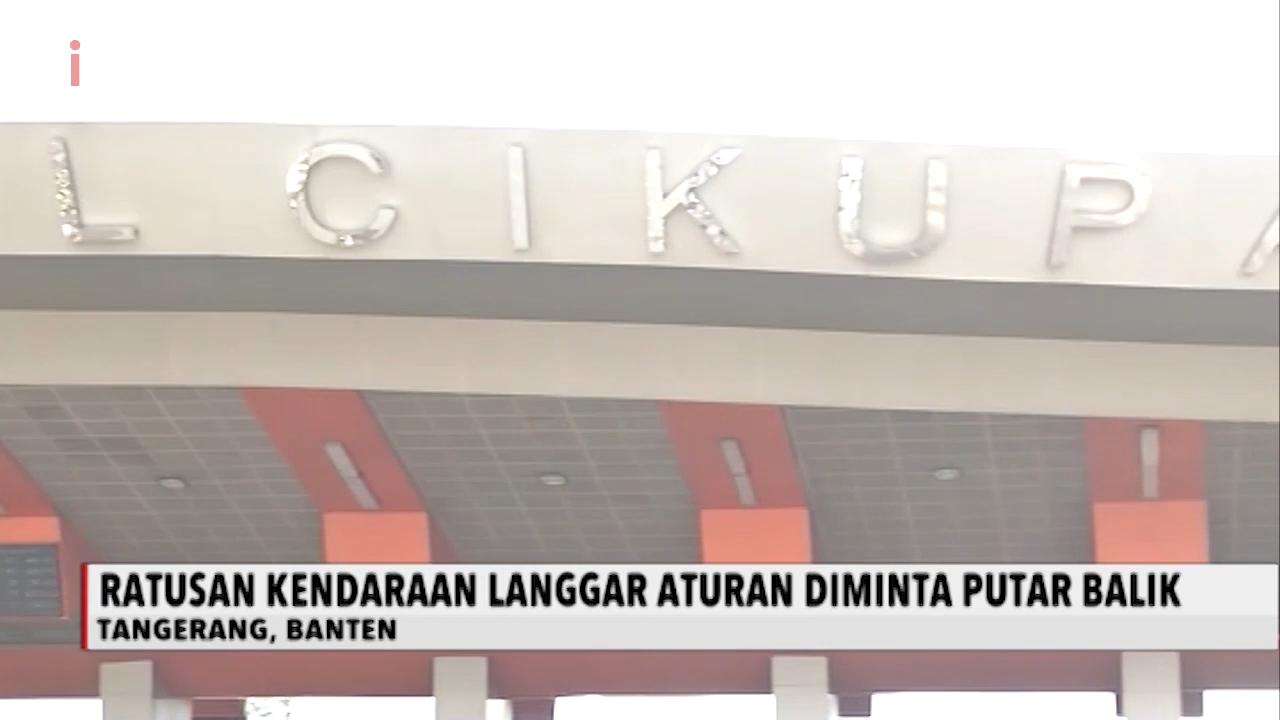 i
L CIKUPA
RATUSAN KENDARAAN LANGGAR ATURAN DIMINTA PUTAR BALIK
TANGERANG, BANTEN